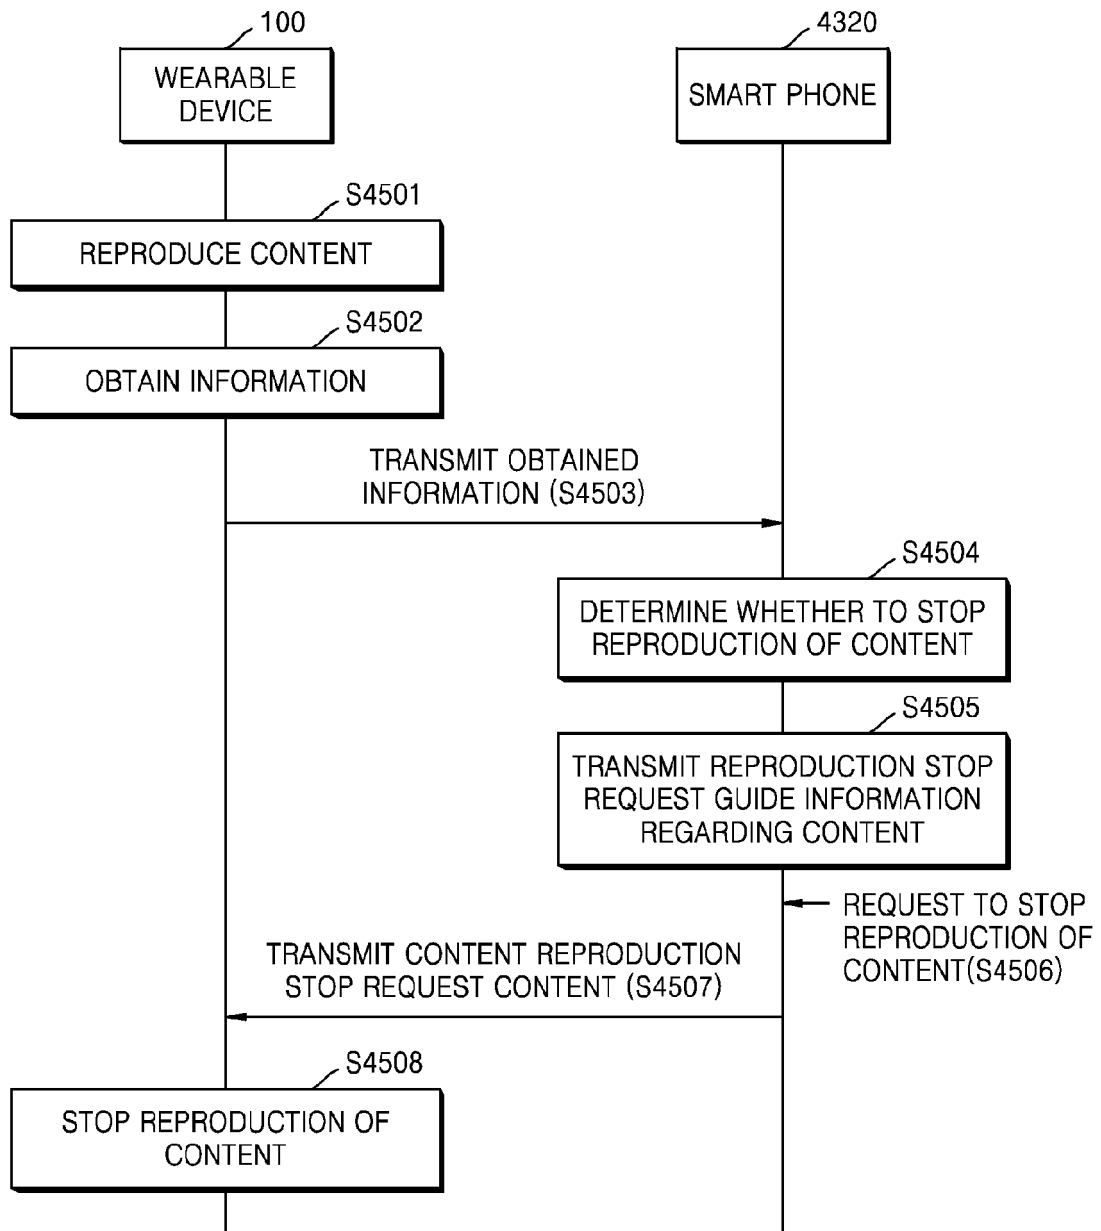 100
WEARABLE
DEVICE
4320
SMART PHONE
S4501
REPRODUCE CONTENT
S4502
OBTAIN INFORMATION
TRANSMIT OBTAINED
INFORMATION (S4503)
S4504
DETERMINE WHETHER TO STOP
REPRODUCTION OF CONTENT
S4505
TRANSMIT REPRODUCTION STOP
REQUEST GUIDE INFORMATION
REGARDING CONTENT
REQUEST TO STOP
REPRODUCTION OF
CONTENT(S4506)
TRANSMIT CONTENT REPRODUCTION
STOP REQUEST CONTENT (S4507)
S4508
STOP REPRODUCTION OF
CONTENT